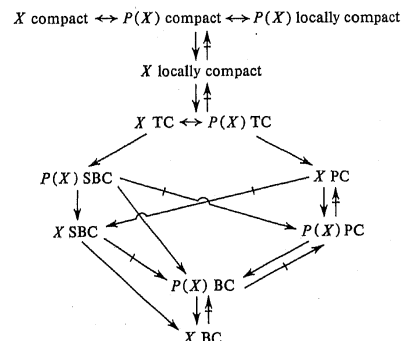 X compact ↔ P(X) compact ↔ P(X) locally compact
X locally compact
X TC ↔ P(X) TC
P(X) SBC X PC
X SBC P(X) PC
P(X) BC
X BC